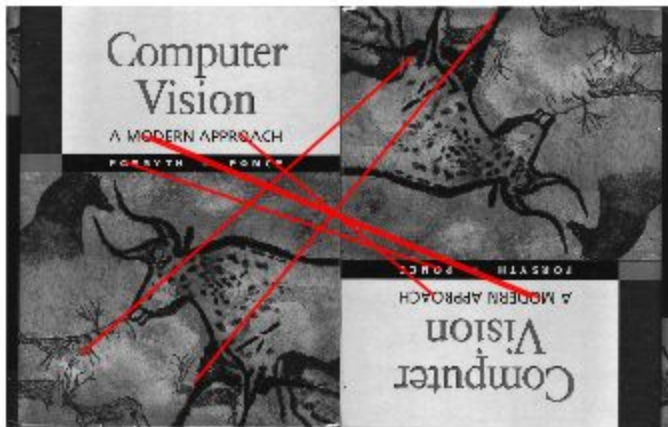 Computer
Vision
A MODERN APPROACH
FORSYTH PONCE
FORSYTH PONCE
A MODERN APPROACH
Vision
Computer